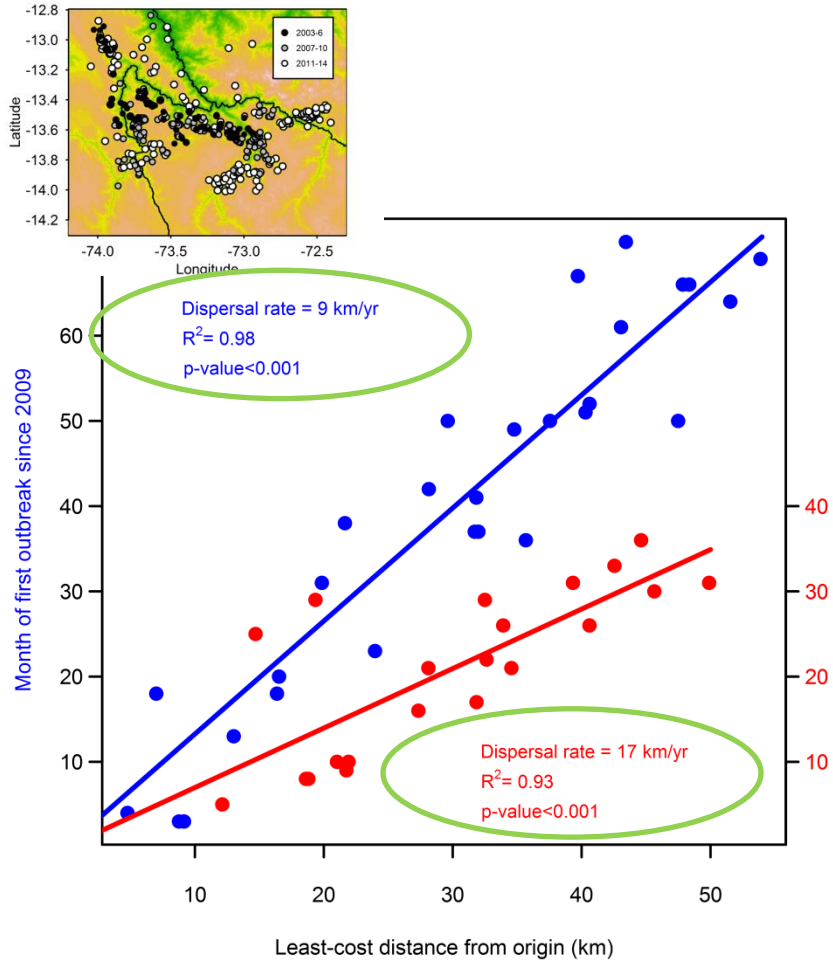 -12.8
-13.0
-13.2
-13.4
-13.6
-13.8
-14.0
-14.2
Latitude
2003-6
2007-10
2011-14
-74.0 -73.5 -73.0 -72.5
Longitude
Dispersal rate = 9 km/yr
R²= 0.98
p-value<0.001
60
50
40
30
20
10
Month of first outbreak since 2009
40
30
20
10
Dispersal rate = 17 km/yr
R²= 0.93
p-value<0.001
10 20 30 40 50
Least-cost distance from origin (km)